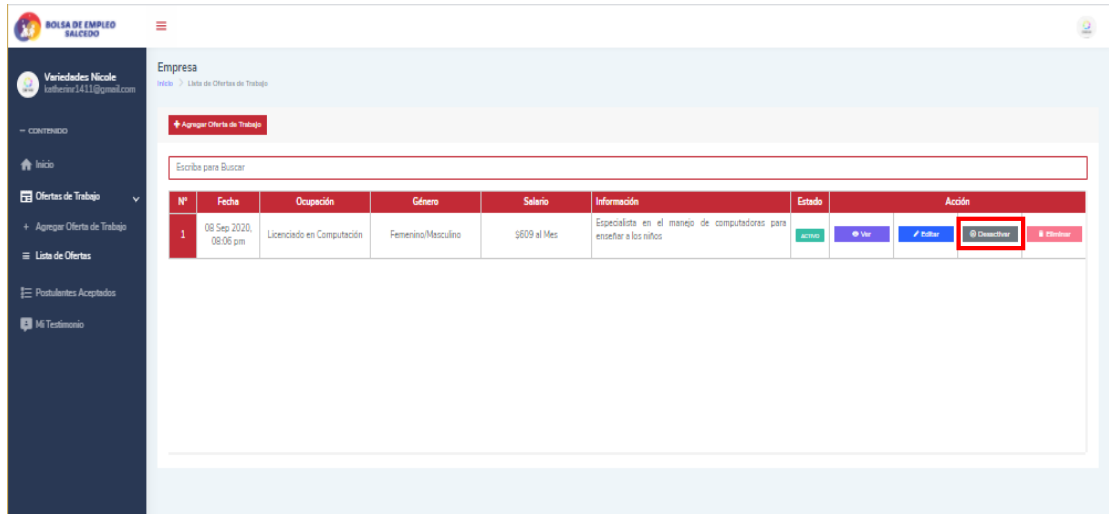 BOLSA DE EMPLEO
SALCEDO
Variedades Nicole
katherinr1411@gmail.com
CONTENIDO
Inicio
Ofertas de Trabajo
+ Agregar Oferta de Trabajo
Lista de Ofertas
Postulantes Aceptados
Mi Testimonio
Empresa
Inicio > Lista de Ofertas de Trabajo
+ Agregar Oferta de Trabajo
Escriba para Buscar
N° Fecha Ocupación Género Salario Información Estado Acción
1 08 Sep 2020, Licenciado en Computación Femenino/Masculino $609 al Mes Especialista en el manejo de computadoras para ACTIVO Ver Editar Desactivar Eliminar
08:06 pm enseñar a los niños